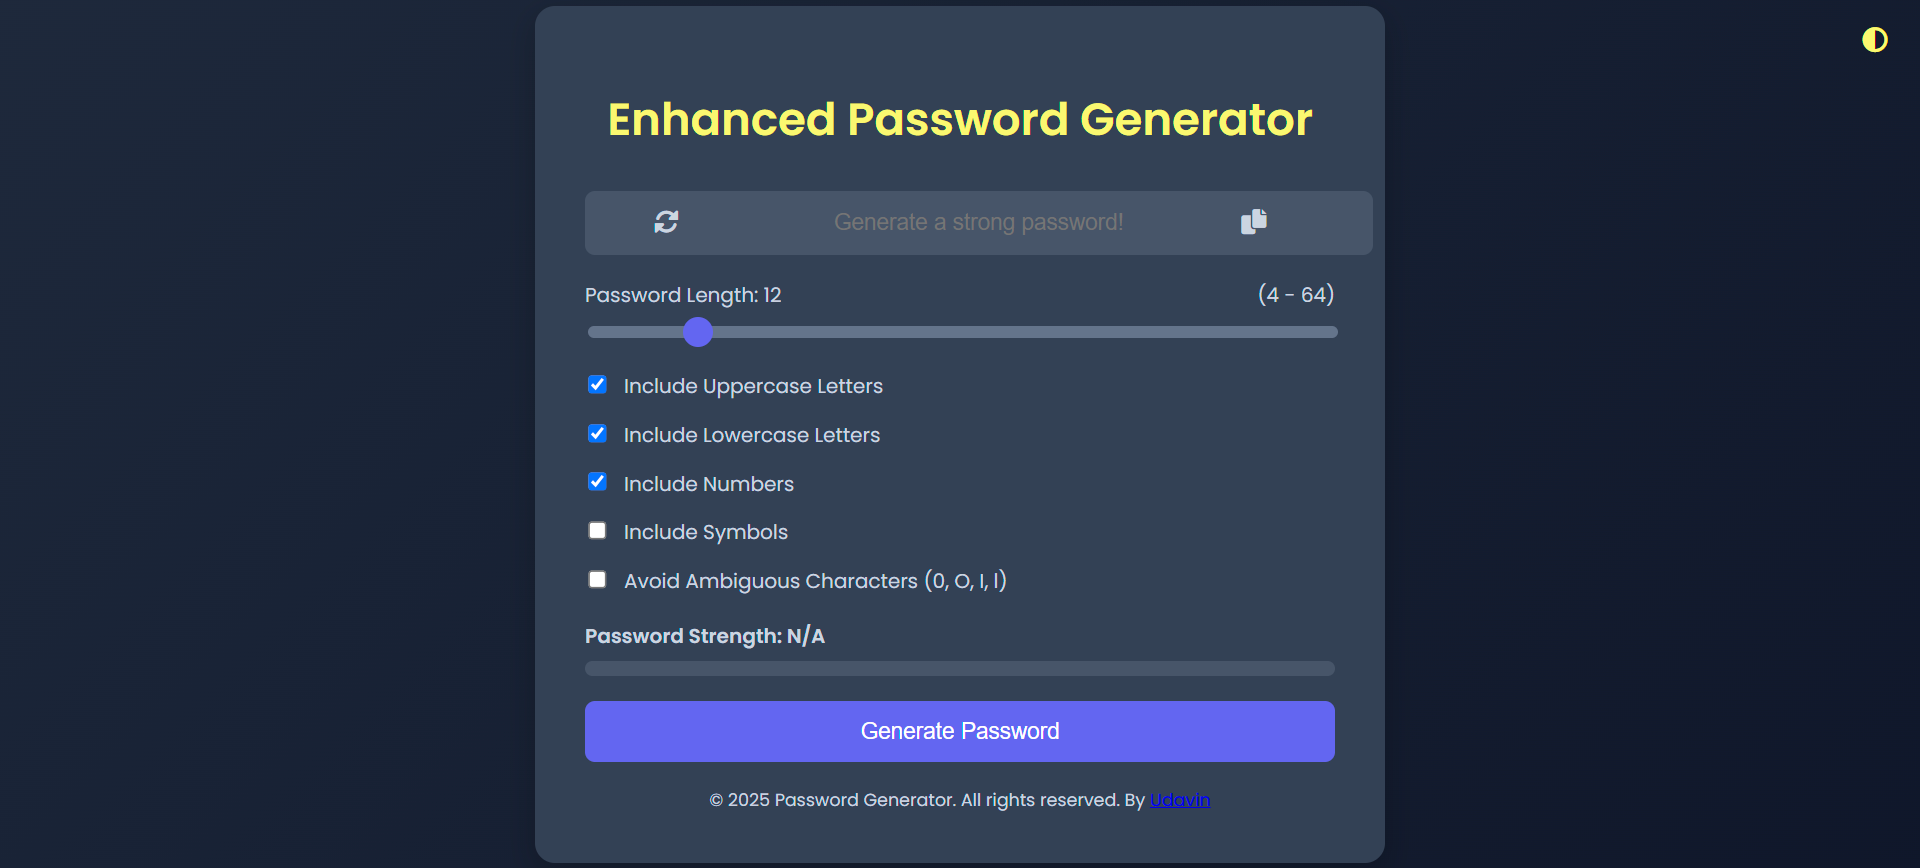 Enhanced Password Generator
Generate a strong password!
Password Length: 12 (4 - 64)
Include Uppercase Letters
Include Lowercase Letters
Include Numbers
Include Symbols
Avoid Ambiguous Characters (0, O, I, l)
Password Strength: N/A
Generate Password
© 2025 Password Generator. All rights reserved. By Udavin